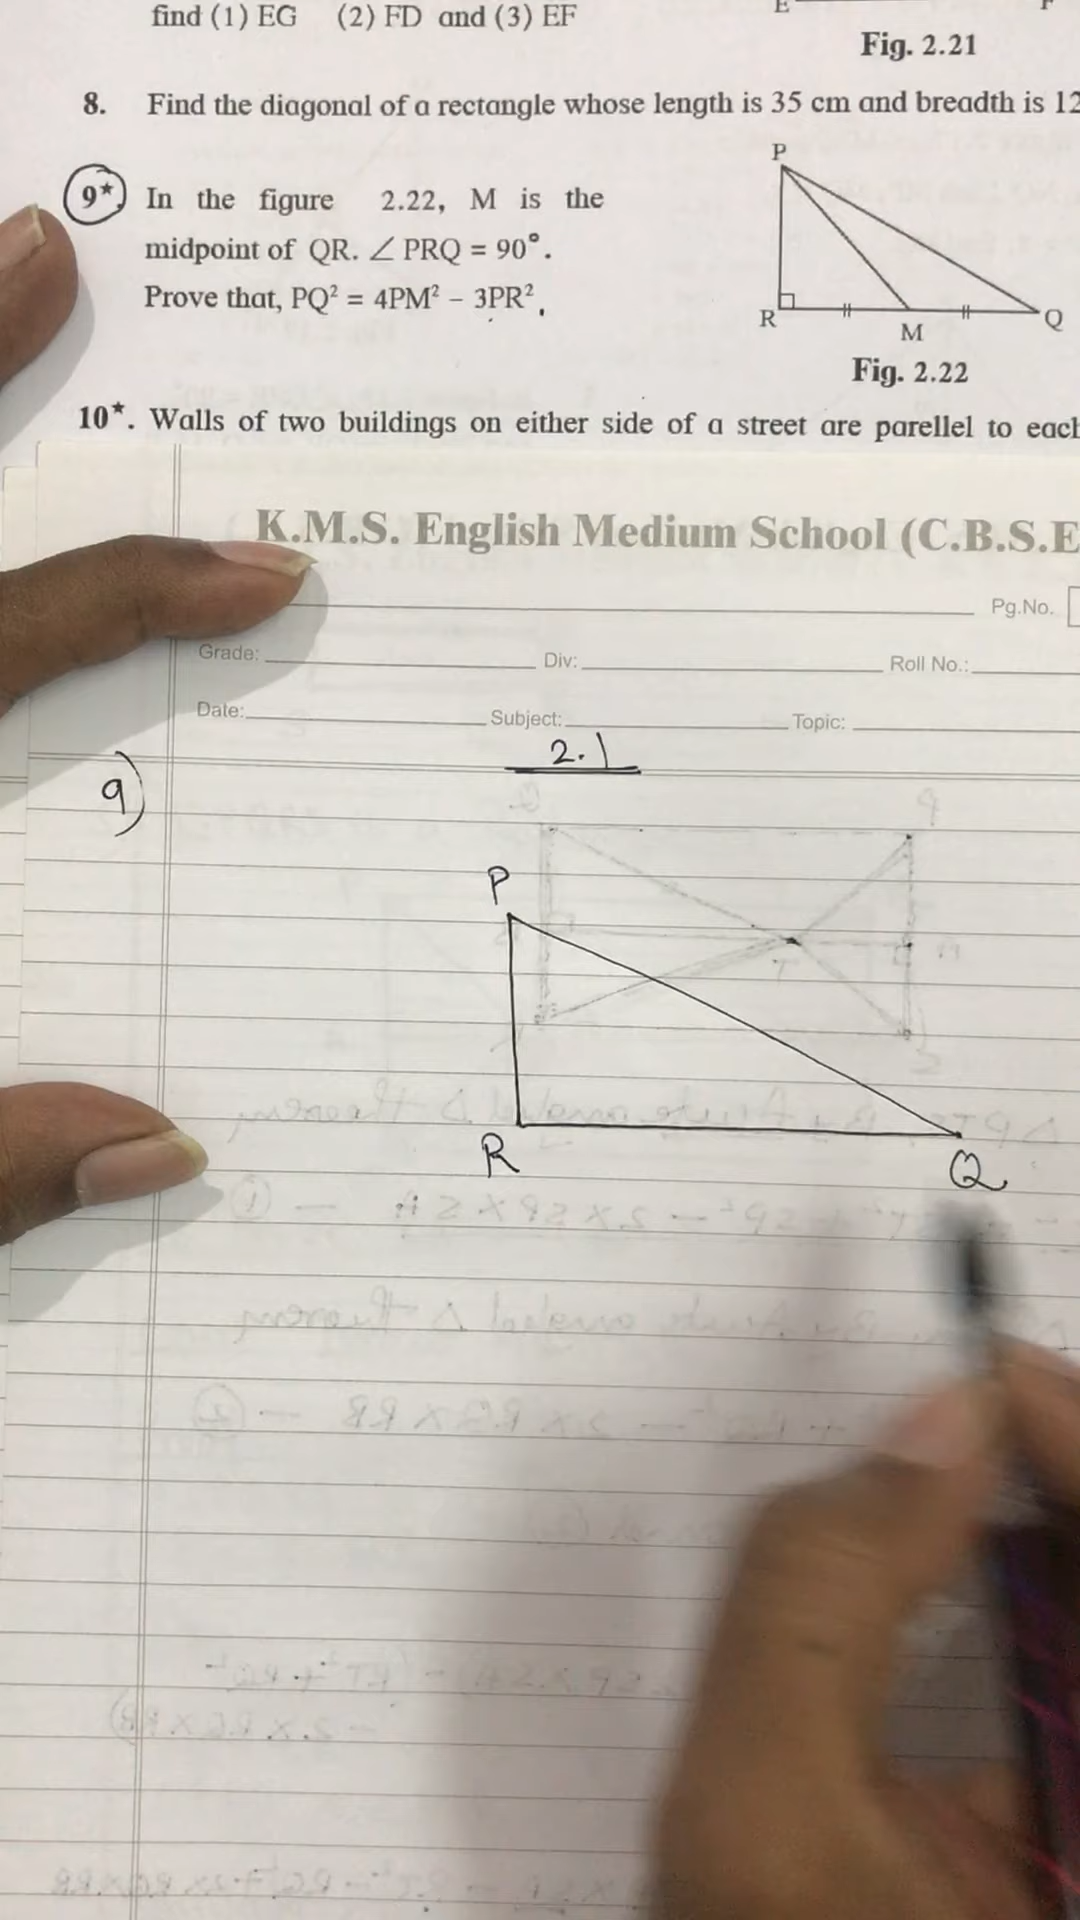 find (1) EG (2) FD and (3) EF
E F
Fig. 2.21
8. Find the diagonal of a rectangle whose length is 35 cm and breadth is 12
9*. In the figure 2.22, M is the
midpoint of QR. ∠ PRQ = 90°.
Prove that, PQ² = 4PM² – 3PR².
P
R
M
Q
Fig. 2.22
10*. Walls of two buildings on either side of a street are parellel to each
K.M.S. English Medium School (C.B.S.E
Pg.No.
Grade: Div: Roll No.:
Date: Subject: Topic:
2.1
9)
P
R
Q